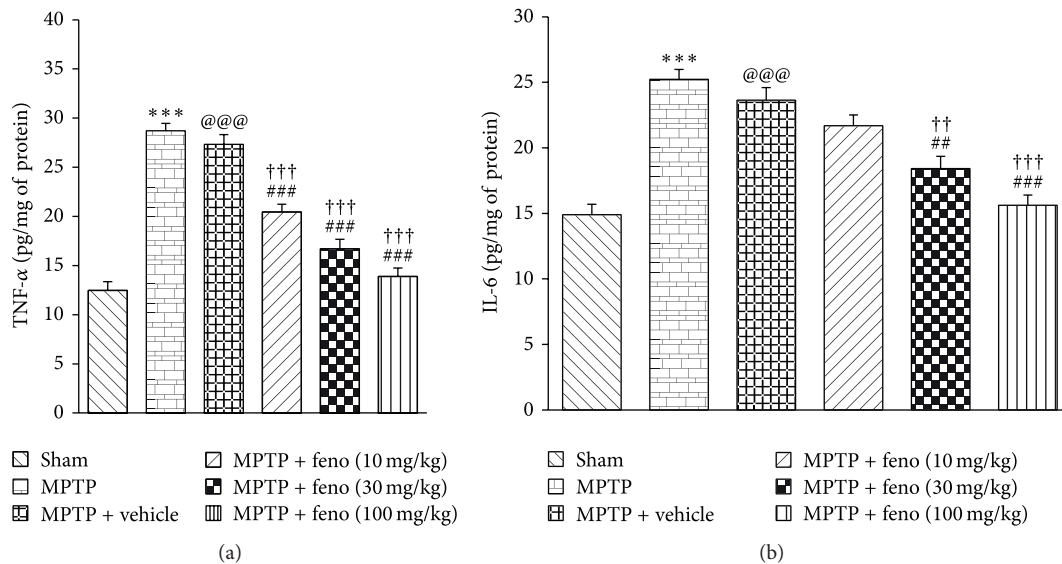 TNF-α (pg/mg of protein)
40
35
30
25
20
15
10
5
0
***
@@@
†††
###
†††
###
†††
###
Sham
MPTP
MPTP + vehicle
MPTP + feno (10 mg/kg)
MPTP + feno (30 mg/kg)
MPTP + feno (100 mg/kg)
(a)
IL-6 (pg/mg of protein)
30
25
20
15
10
5
0
***
@@@
††
##
†††
###
Sham
MPTP
MPTP + vehicle
MPTP + feno (10 mg/kg)
MPTP + feno (30 mg/kg)
MPTP + feno (100 mg/kg)
(b)